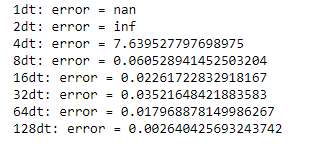 1dt: error = nan
2dt: error = inf
4dt: error = 7.639527797698975
8dt: error = 0.060528941452503204
16dt: error = 0.02261722832918167
32dt: error = 0.03521648421883583
64dt: error = 0.017968878149986267
128dt: error = 0.002640425693243742